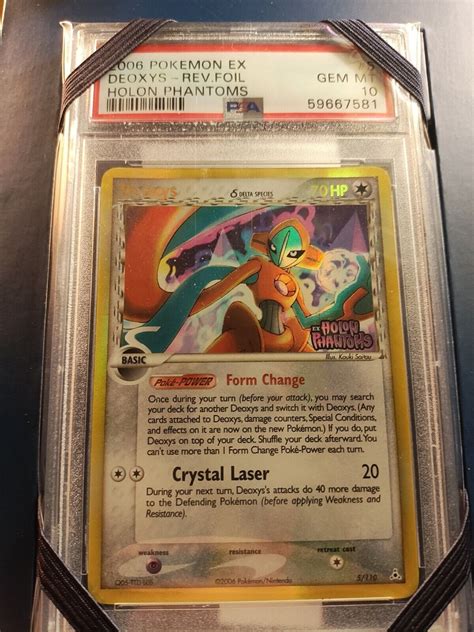 2006 POKEMON EX
DEOXYS - REV.FOIL GEM MT
HOLON PHANTOMS 10
PSA 59667581
Deoxys δ DELTA SPECIES 70 HP
EX HOLON PHANTOMS
BASIC
Illus. Kouki Saitou
Poké-POWER Form Change
Once during your turn (before your attack), you may search
your deck for another Deoxys and switch it with Deoxys. (Any
cards attached to Deoxys, damage counters, Special Conditions,
and effects on it are now on the new Pokémon.) If you do, put
Deoxys on top of your deck. Shuffle your deck afterward. You
can't use more than 1 Form Change Poké-Power each turn.
Crystal Laser 20
During your next turn, Deoxys's attacks do 40 more damage
to the Defending Pokémon (before applying Weakness and
Resistance).
weakness resistance retreat cost
©2006 Pokémon/Nintendo 5/110